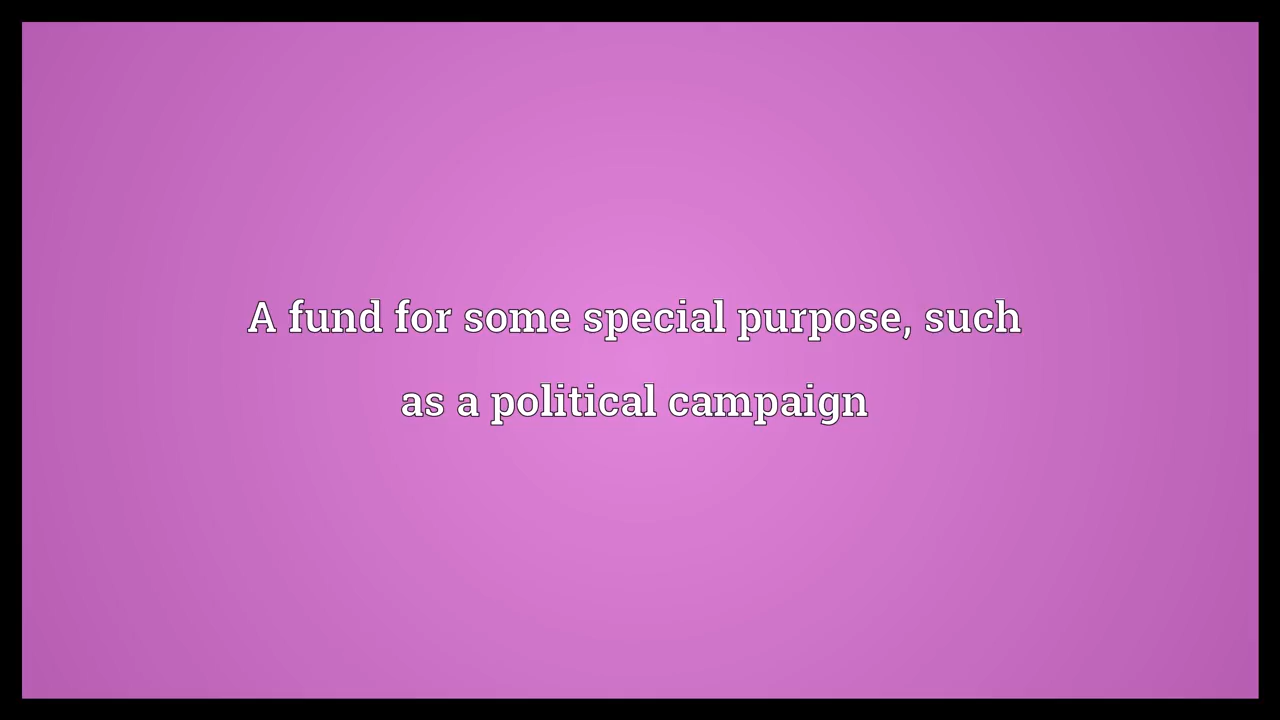 A fund for some special purpose, such
as a political campaign